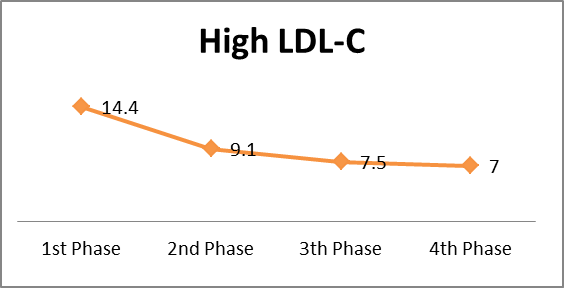 High LDL-C
14.4
9.1
7.5
7
1st Phase
2nd Phase
3th Phase
4th Phase